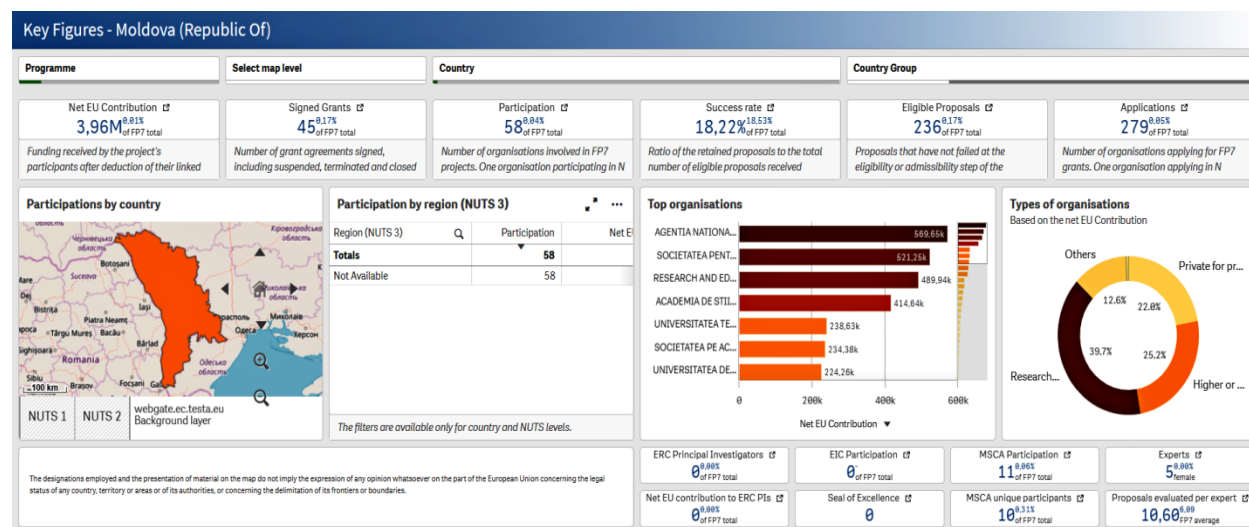 Key Figures - Moldova (Republic Of)
Programme
Select map level
Country
Country Group
Net EU Contribution
3,96M 0,01% of FP7 total
Funding received by the project's
participants after deduction of their linked
Signed Grants
45 0,17% of FP7 total
Number of grant agreements signed,
including suspended, terminated and closed
Participation
58 0,04% of FP7 total
Number of organisations involved in FP7
projects. One organisation participating in N
Success rate
18,22% 18,53% of FP7 total
Ratio of the retained proposals to the total
number of eligible proposals received
Eligible Proposals
236 0,17% of FP7 total
Proposals that have not failed at the
eligibility or admissibility step of the
Applications
279 0,05% of FP7 total
Number of organisations applying for FP7
grants. One organisation applying in N
Participations by country
область
Чернивецька
область
Кіровоградська
область
Botoșani
Suceava
Mare
Dej
Bistrița
Iași
Piatra Neamț
Târgu Mureș
Bacău
Миколаїв
Одеса
Херсон
Bârlad
Sighișoara
Romania
Одеська
область
Sibiu
Brașov
Focșani
100 km
NUTS 1
NUTS 2
webgate.ec.testa.eu
Background layer
Participation by region (NUTS 3)
Region (NUTS 3) Participation Net E
Totals 58
Not Available 58
The filters are available only for country and NUTS levels.
Top organisations
AGENTIA NATIONA... 569,65k
SOCIETATEA PENT... 521,25k
RESEARCH AND ED... 489,94k
ACADEMIA DE STII... 414,64k
UNIVERSITATEA TE... 238,63k
SOCIETATEA PE AC... 234,38k
UNIVERSITATEA DE... 224,26k
0 200k 400k 600k
Net EU Contribution
Types of organisations
Based on the net EU Contribution
Others
Private for pr...
12.6%
22.0%
39.7%
25.2%
Research...
Higher or ...
The designations employed and the presentation of material on the map do not imply the expression of any opinion whatsoever on the part of the European Union concerning the legal
status of any country, territory or areas or of its authorities, or concerning the delimitation of its frontiers or boundaries.
ERC Principal Investigators
0 0,00% of FP7 total
EIC Participation
0 - of FP7 total
MSCA Participation
11 0,06% of FP7 total
Experts
5 0,00% female
Net EU contribution to ERC PIs
0 0,00% of FP7 total
Seal of Excellence
0
MSCA unique participants
10 0,31% of FP7 total
Proposals evaluated per expert
10,60 6,09 FP7 average